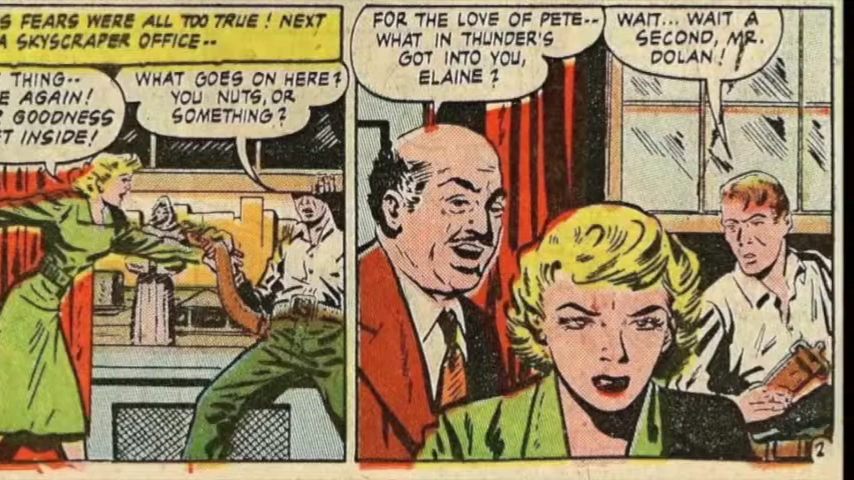 S FEARS WERE ALL TOO TRUE! NEXT
A SKYSCRAPER OFFICE--
THING--
E AGAIN!
GOODNESS
T INSIDE!
WHAT GOES ON HERE?
YOU NUTS, OR
SOMETHING?
FOR THE LOVE OF PETE--
WHAT IN THUNDER'S
GOT INTO YOU,
ELAINE?
WAIT... WAIT A
SECOND, MR.
DOLAN!
2